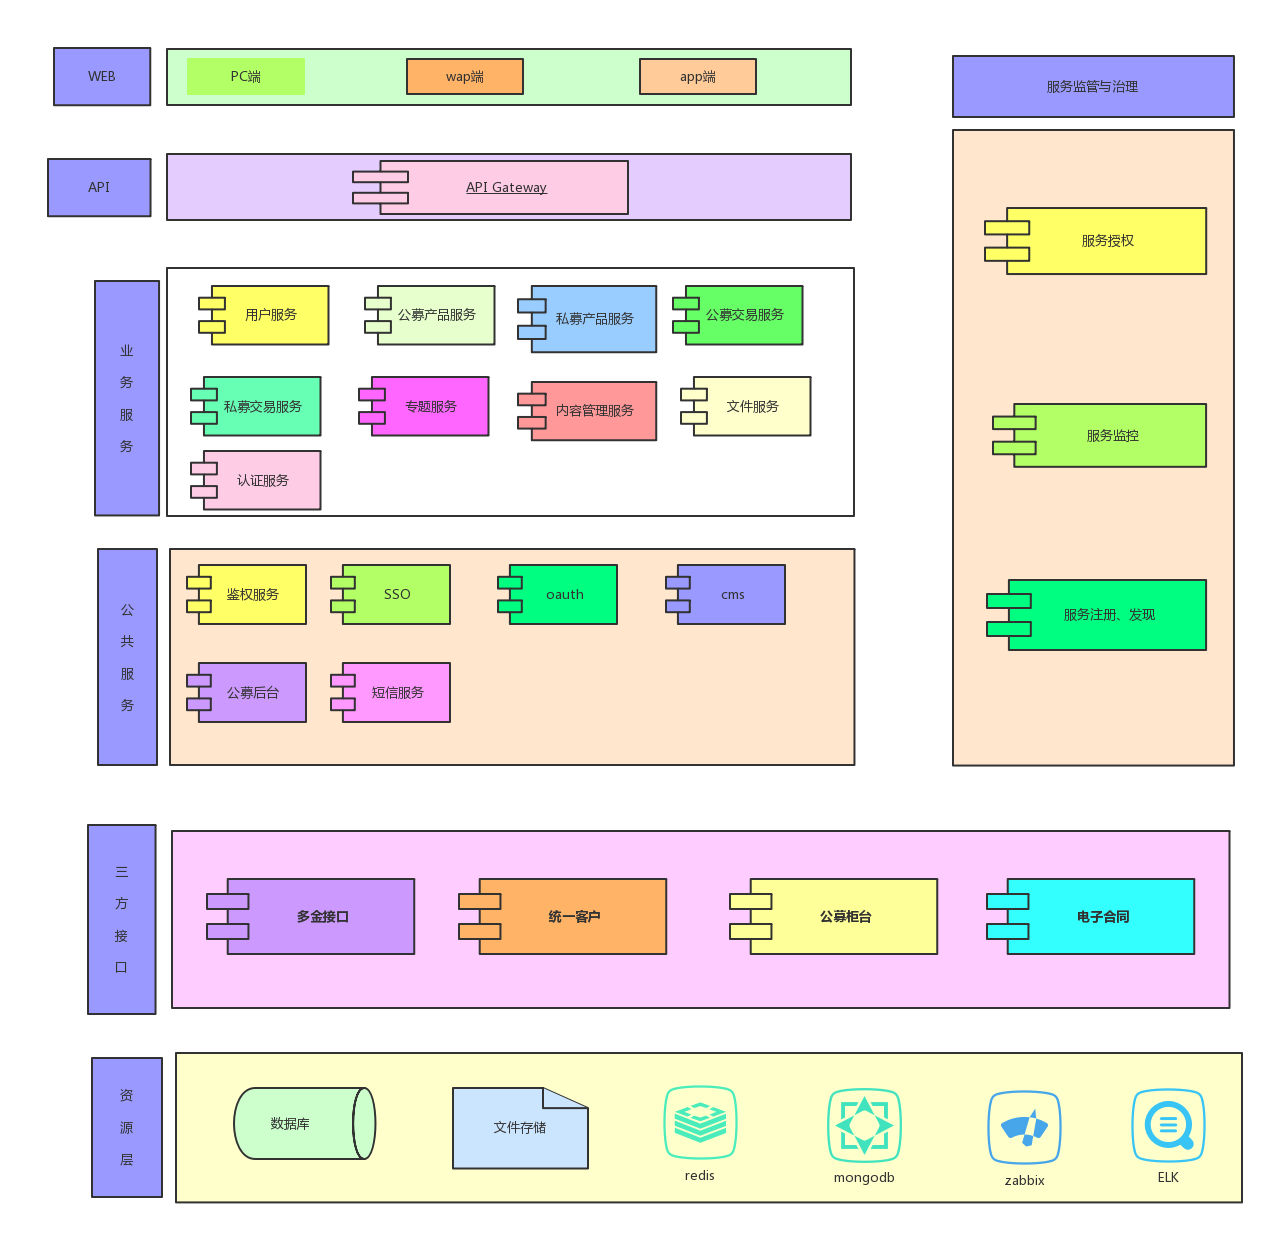 WEB
PC端
wap端
app端
服务监管与治理
API
API Gateway
服务授权
业
务
服
务
用户服务
公募产品服务
私募产品服务
公募交易服务
私募交易服务
专题服务
内容管理服务
文件服务
认证服务
服务监控
公
共
服
务
鉴权服务
SSO
oauth
cms
公募后台
短信服务
服务注册、发现
三
方
接
口
多金接口
统一客户
公募柜台
电子合同
资
源
层
数据库
文件存储
redis
mongodb
zabbix
ELK